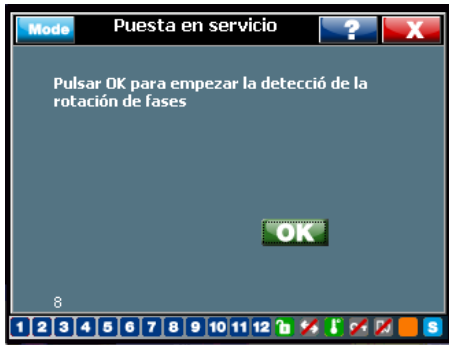 Mode Puesta en servicio ? X
Pulsar OK para empezar la detecció de la
rotación de fases
OK
8
1 2 3 4 5 6 7 8 9 10 11 12 S